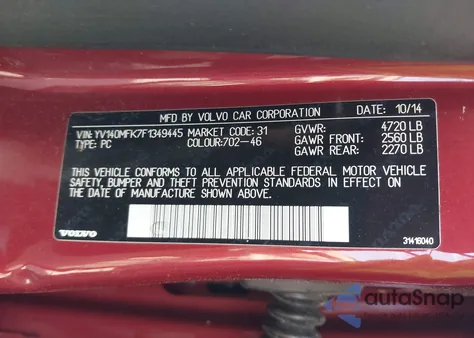 MFD BY VOLVO CAR CORPORATION DATE: 10/14
VIN: YV140MFK7F1349445 MARKET CODE: 31 GVWR: 4720 LB
TYPE: PC COLOUR:702-46 GAWR FRONT: 2560 LB
GAWR REAR: 2270 LB
THIS VEHICLE CONFORMS TO ALL APPLICABLE FEDERAL MOTOR VEHICLE
SAFETY, BUMPER AND THEFT PREVENTION STANDARDS IN EFFECT ON
THE DATE OF MANUFACTURE SHOWN ABOVE.
VOLVO 31416040
autoSnap